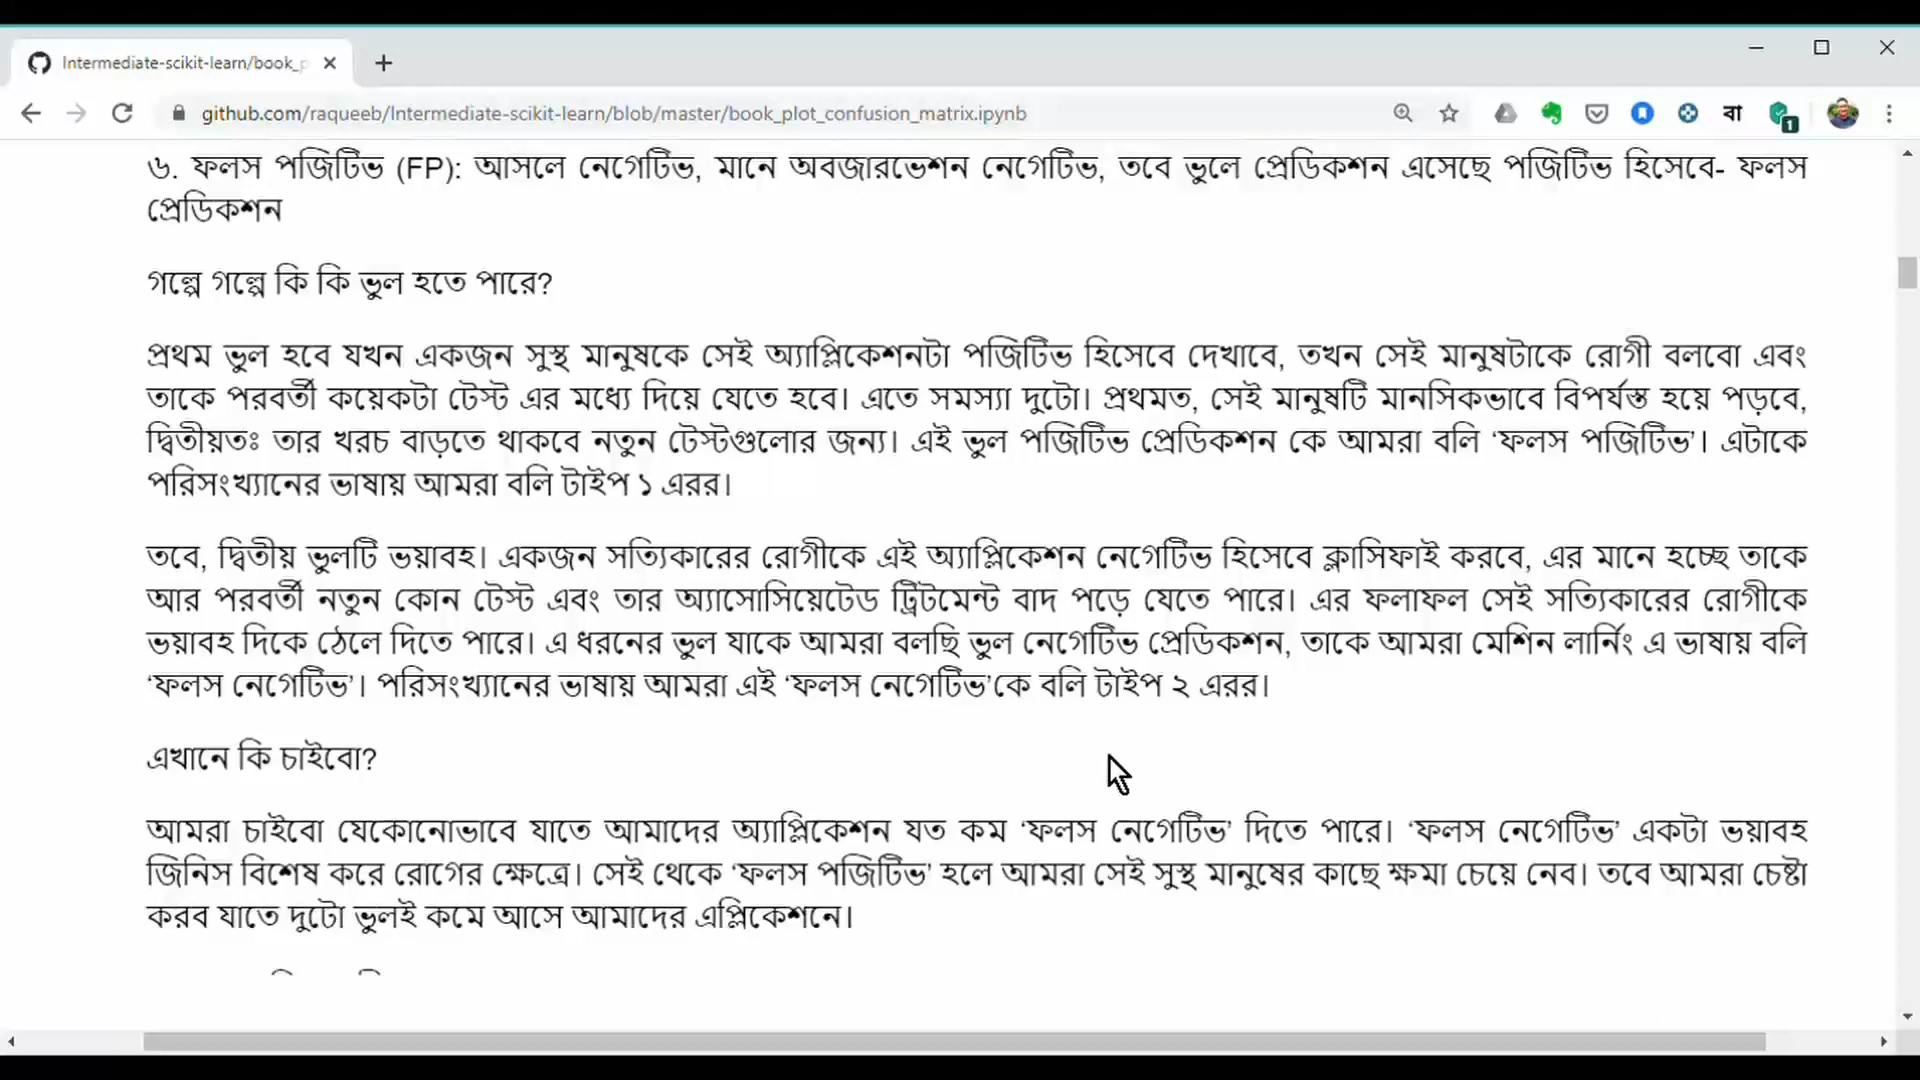 Intermediate-scikit-learn/book_p
github.com/raqueeb/Intermediate-scikit-learn/blob/master/book_plot_confusion_matrix.ipynb
বা
1
৬. ফলস পজিটিভ (FP): আসলে নেগেটিভ, মানে অবজারভেশন নেগেটিভ, তবে ভুলে প্রেডিকশন এসেছে পজিটিভ হিসেবে- ফলস
প্রেডিকশন
গল্পে গল্পে কি কি ভুল হতে পারে?
প্রথম ভুল হবে যখন একজন সুস্থ মানুষকে সেই অ্যাপ্লিকেশনটা পজিটিভ হিসেবে দেখাবে, তখন সেই মানুষটাকে রোগী বলবো এবং
তাকে পরবর্তী কয়েকটা টেস্ট এর মধ্যে দিয়ে যেতে হবে। এতে সমস্যা দুটো। প্রথমত, সেই মানুষটি মানসিকভাবে বিপর্যস্ত হয়ে পড়বে,
দ্বিতীয়তঃ তার খরচ বাড়তে থাকবে নতুন টেস্টগুলোর জন্য। এই ভুল পজিটিভ প্রেডিকশন কে আমরা বলি ‘ফলস পজিটিভ’। এটাকে
পরিসংখ্যানের ভাষায় আমরা বলি টাইপ ১ এরর।
তবে, দ্বিতীয় ভুলটি ভয়াবহ। একজন সত্যিকারের রোগীকে এই অ্যাপ্লিকেশন নেগেটিভ হিসেবে ক্লাসিফাই করবে, এর মানে হচ্ছে তাকে
আর পরবর্তী নতুন কোন টেস্ট এবং তার অ্যাসোসিয়েটেড ট্রিটমেন্ট বাদ পড়ে যেতে পারে। এর ফলাফল সেই সত্যিকারের রোগীকে
ভয়াবহ দিকে ঠেলে দিতে পারে। এ ধরনের ভুল যাকে আমরা বলছি ভুল নেগেটিভ প্রেডিকশন, তাকে আমরা মেশিন লার্নিং এ ভাষায় বলি
‘ফলস নেগেটিভ’। পরিসংখ্যানের ভাষায় আমরা এই ‘ফলস নেগেটিভ’কে বলি টাইপ ২ এরর।
এখানে কি চাইবো?
আমরা চাইবো যেকোনোভাবে যাতে আমাদের অ্যাপ্লিকেশন যত কম ‘ফলস নেগেটিভ’ দিতে পারে। ‘ফলস নেগেটিভ’ একটা ভয়াবহ
জিনিস বিশেষ করে রোগের ক্ষেত্রে। সেই থেকে ‘ফলস পজিটিভ’ হলে আমরা সেই সুস্থ মানুষের কাছে ক্ষমা চেয়ে নেব। তবে আমরা চেষ্টা
করব যাতে দুটো ভুলই কমে আসে আমাদের এপ্লিকেশনে।